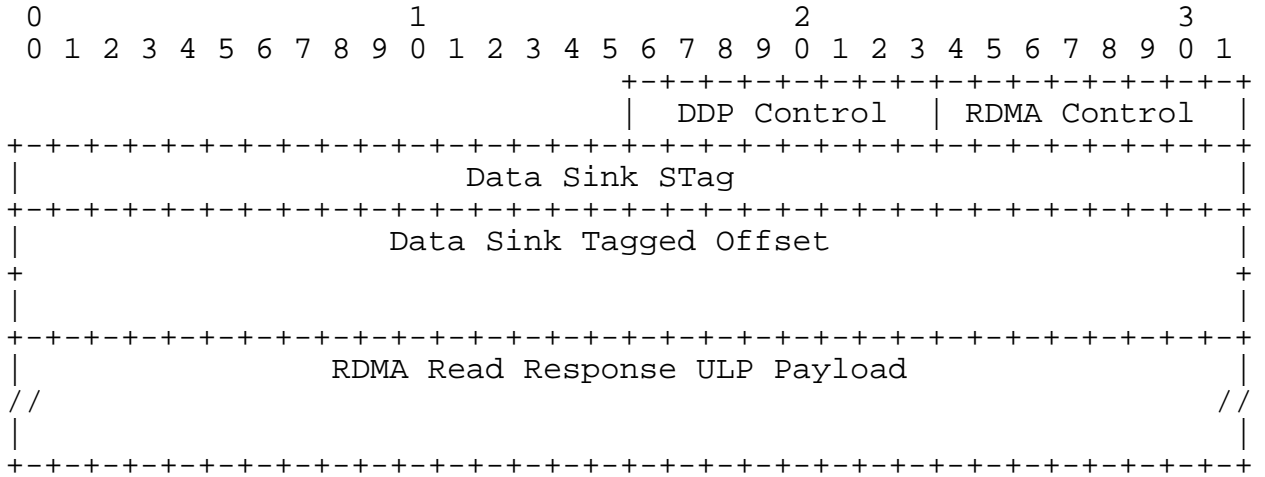 0                   1                   2                   3
 0 1 2 3 4 5 6 7 8 9 0 1 2 3 4 5 6 7 8 9 0 1 2 3 4 5 6 7 8 9 0 1
                                +-+-+-+-+-+-+-+-+-+-+-+-+-+-+-+-+
                                |  DDP Control  | RDMA Control  |
+-+-+-+-+-+-+-+-+-+-+-+-+-+-+-+-+-+-+-+-+-+-+-+-+-+-+-+-+-+-+-+-+
|                       Data Sink STag                          |
+-+-+-+-+-+-+-+-+-+-+-+-+-+-+-+-+-+-+-+-+-+-+-+-+-+-+-+-+-+-+-+-+
|                   Data Sink Tagged Offset                     |
+                                                               +
|                                                               |
+-+-+-+-+-+-+-+-+-+-+-+-+-+-+-+-+-+-+-+-+-+-+-+-+-+-+-+-+-+-+-+-+
|                RDMA Read Response ULP Payload                 |
//                                                             //
|                                                               |
+-+-+-+-+-+-+-+-+-+-+-+-+-+-+-+-+-+-+-+-+-+-+-+-+-+-+-+-+-+-+-+-+